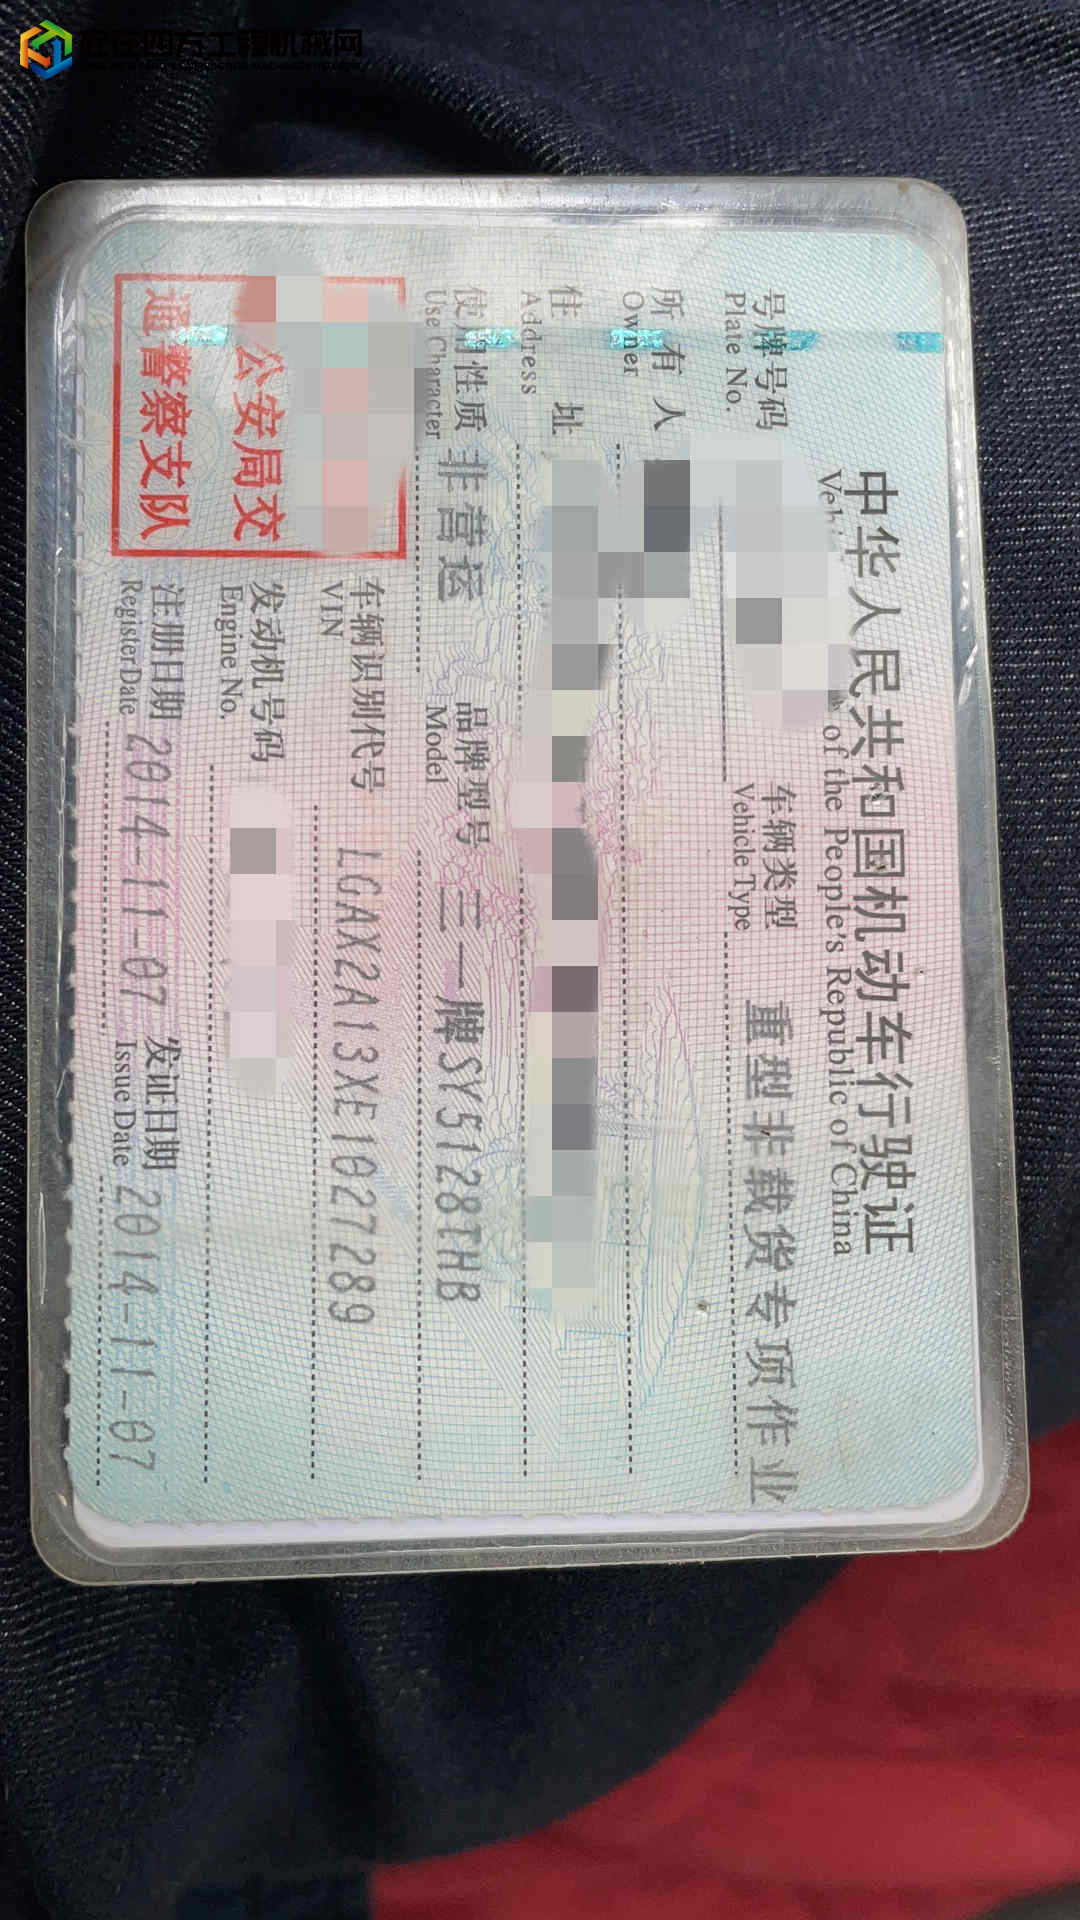 中华人民共和国机动车行驶证
of the People's Republic of China
号牌号码
Plate No.
车辆类型 重型非载货专项作业
Vehicle Type
所有人
Owner
住址
Address
使用性质 非营运
Use Character
品牌型号 三一牌SY5128THB
Model
车辆识别代号 LGAX2A13XE1027289
VIN
发动机号码
Engine No.
注册日期 2014-11-07
Register Date
发证日期 2014-11-07
Issue Date
公安局交
通警察支队